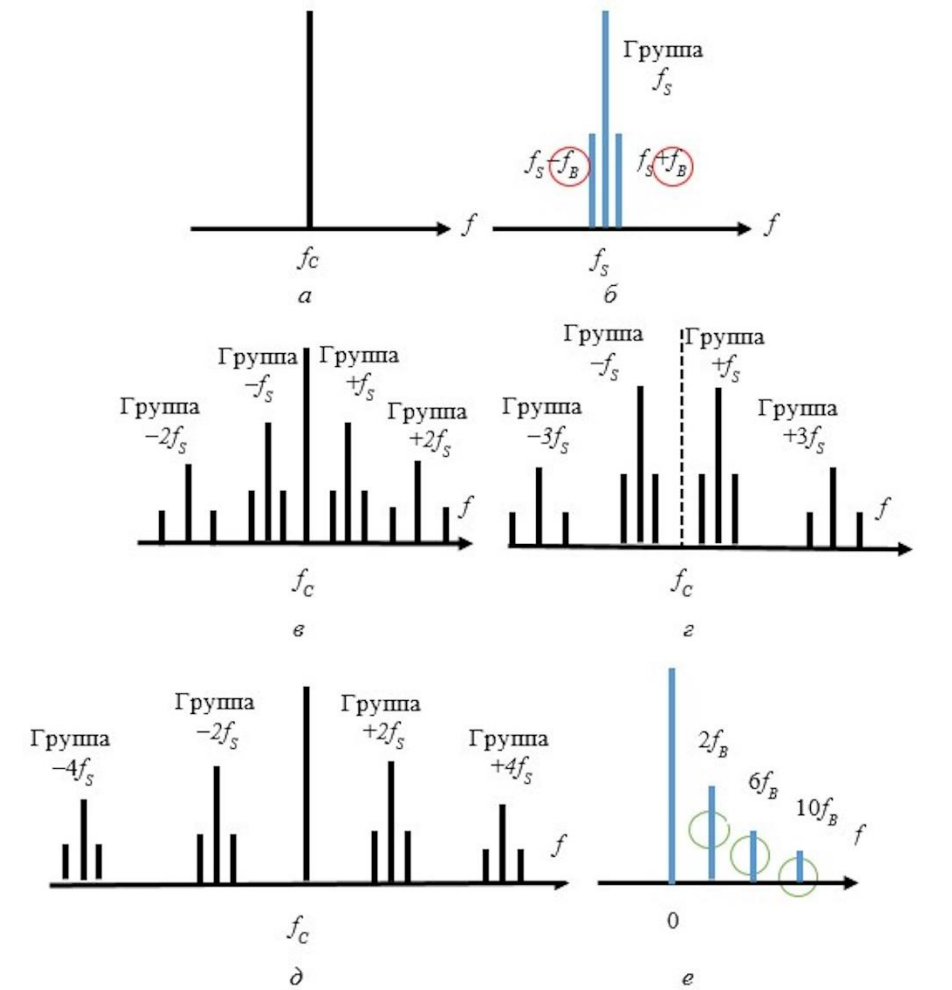 Группа
f_S
f_S–f_B
f_S+f_B
f
f
f_C
f_S
а
б
Группа
–f_S
Группа
+f_S
Группа
–2f_S
Группа
+2f_S
f
f_C
в
Группа
–f_S
Группа
+f_S
Группа
–3f_S
Группа
+3f_S
f
f_C
г
Группа
–4f_S
Группа
–2f_S
Группа
+2f_S
Группа
+4f_S
f
f_C
д
2f_B
6f_B
10f_B
f
0
е